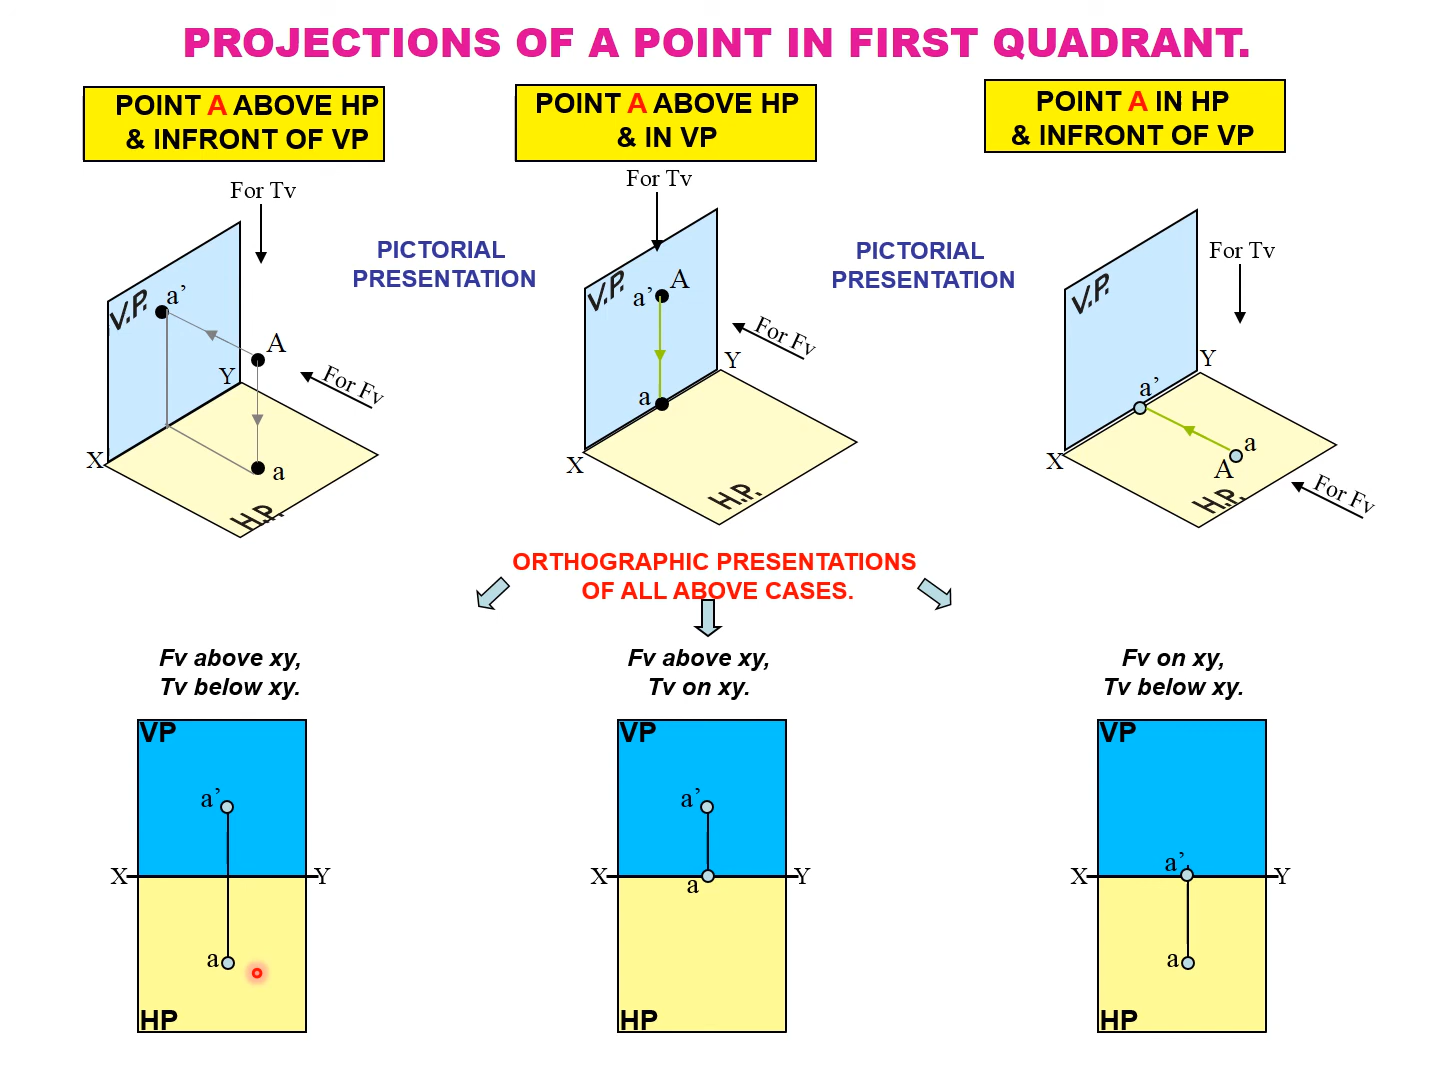 PROJECTIONS OF A POINT IN FIRST QUADRANT.
POINT A ABOVE HP
& INFRONT OF VP
POINT A ABOVE HP
& IN VP
POINT A IN HP
& INFRONT OF VP
For Tv
For Tv
For Tv
PICTORIAL
PRESENTATION
PICTORIAL
PRESENTATION
V.P.
a’
A
Y
For Fv
X
a
H.P.
V.P.
a’
A
Y
For Fv
a
X
H.P.
V.P.
Y
a’
a
A
X
H.P.
For Fv
ORTHOGRAPHIC PRESENTATIONS
OF ALL ABOVE CASES.
Fv above xy,
Tv below xy.
Fv above xy,
Tv on xy.
Fv on xy,
Tv below xy.
VP
a’
X
Y
a
HP
VP
a’
X
Y
a
HP
VP
a’
X
Y
a
HP